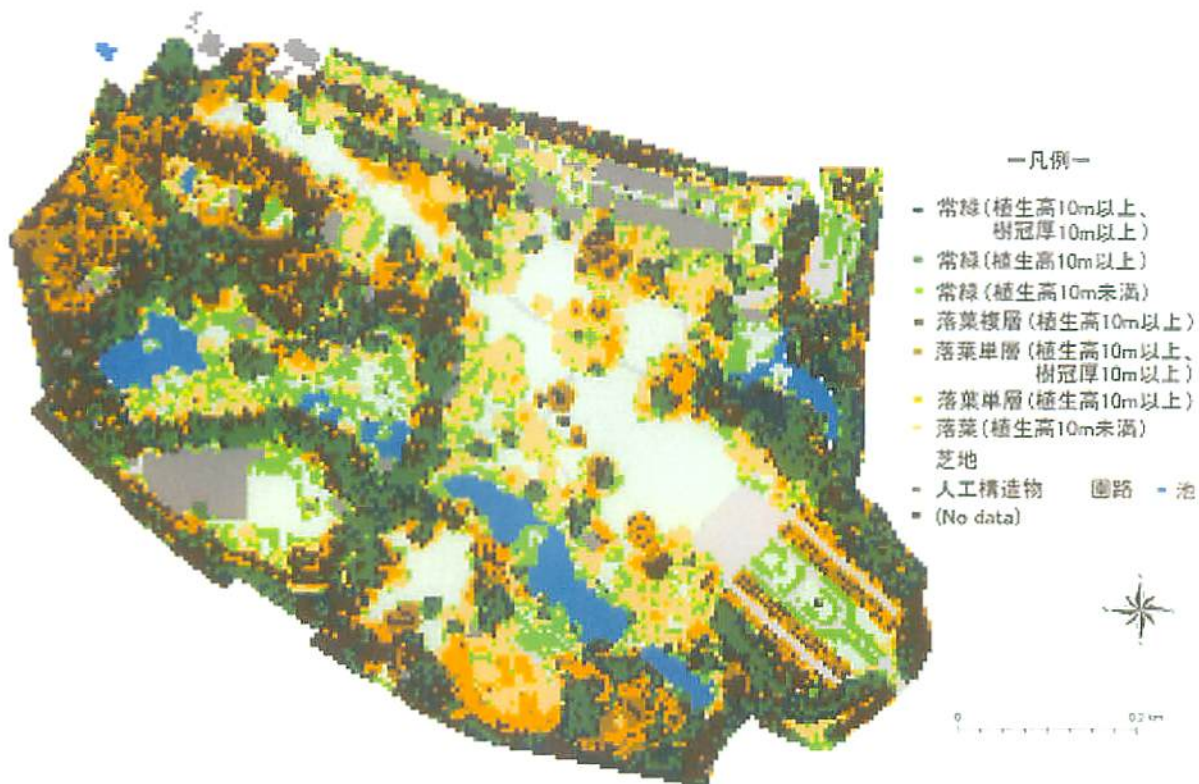 ー凡例ー
常緑(植生高10m以上、
樹冠厚10m以上)
常緑(植生高10m以上)
常緑(植生高10m未満)
落葉複層(植生高10m以上)
落葉単層(植生高10m以上、
樹冠厚10m以上)
落葉単層(植生高10m以上)
落葉(植生高10m未満)
芝地
人工構造物 園路 池
(No data)
0 0.2 km